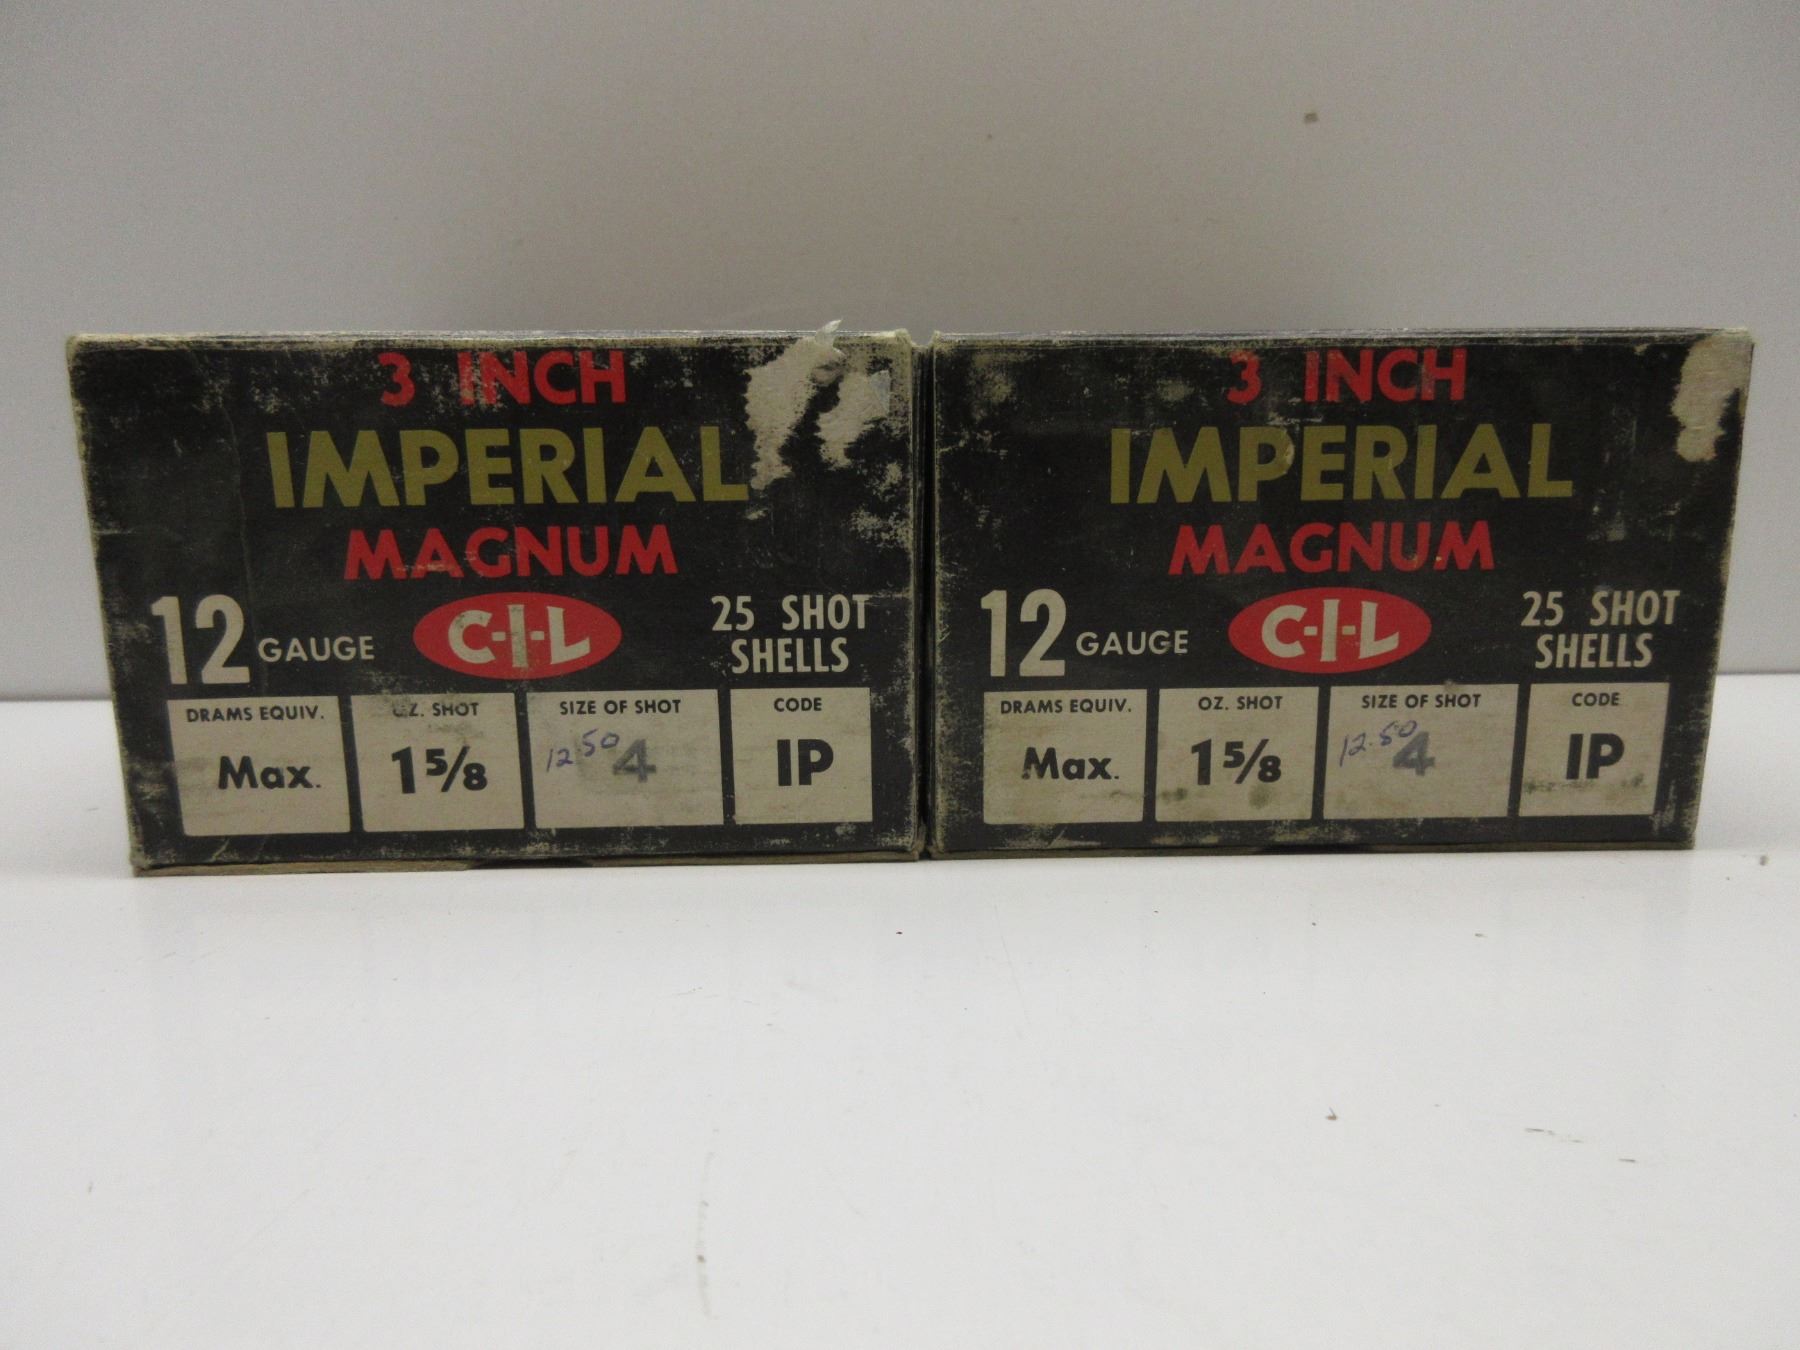 3 INCH
IMPERIAL
MAGNUM
12 GAUGE C-I-L 25 SHOT
SHELLS
DRAMS EQUIV. OZ. SHOT SIZE OF SHOT CODE
Max. 1 5/8 12.50 4 IP
3 INCH
IMPERIAL
MAGNUM
12 GAUGE C-I-L 25 SHOT
SHELLS
DRAMS EQUIV. OZ. SHOT SIZE OF SHOT CODE
Max. 1 5/8 12.50 4 IP